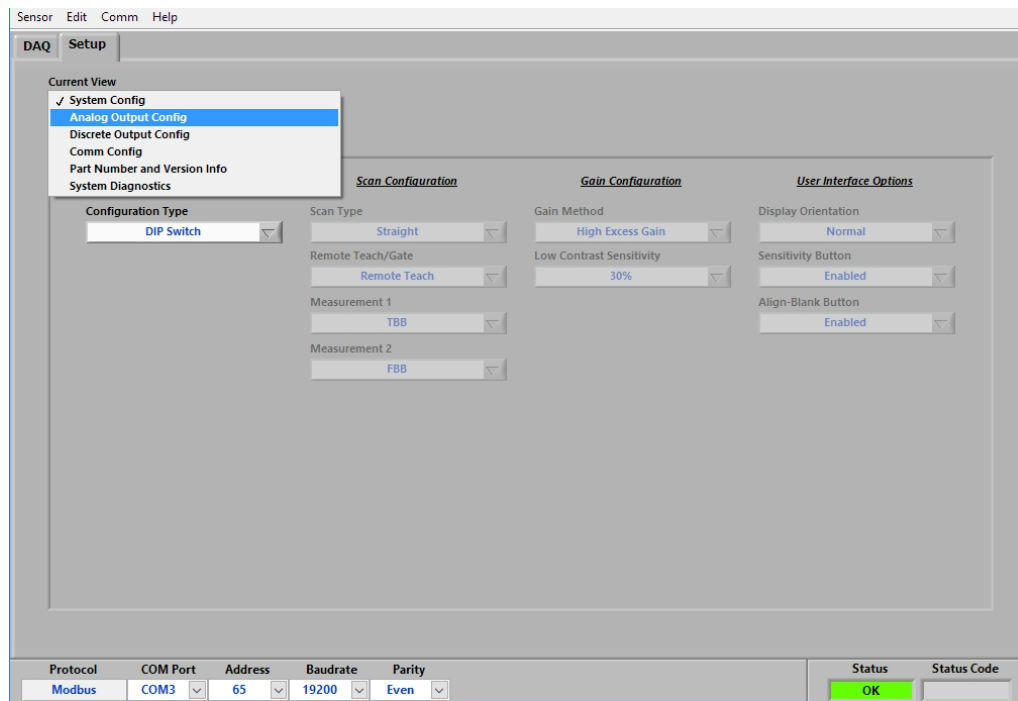 Sensor Edit Comm Help
DAQ Setup
Current View
✓ System Config
Analog Output Config
Discrete Output Config
Comm Config
Part Number and Version Info
System Diagnostics
Scan Configuration Gain Configuration User Interface Options
Configuration Type Scan Type Gain Method Display Orientation
DIP Switch Straight High Excess Gain Normal
Remote Teach/Gate Low Contrast Sensitivity Sensitivity Button
Remote Teach 30% Enabled
Measurement 1 Align-Blank Button
TBB Enabled
Measurement 2
FBB
Protocol COM Port Address Baudrate Parity Status Status Code
Modbus COM3 65 19200 Even OK